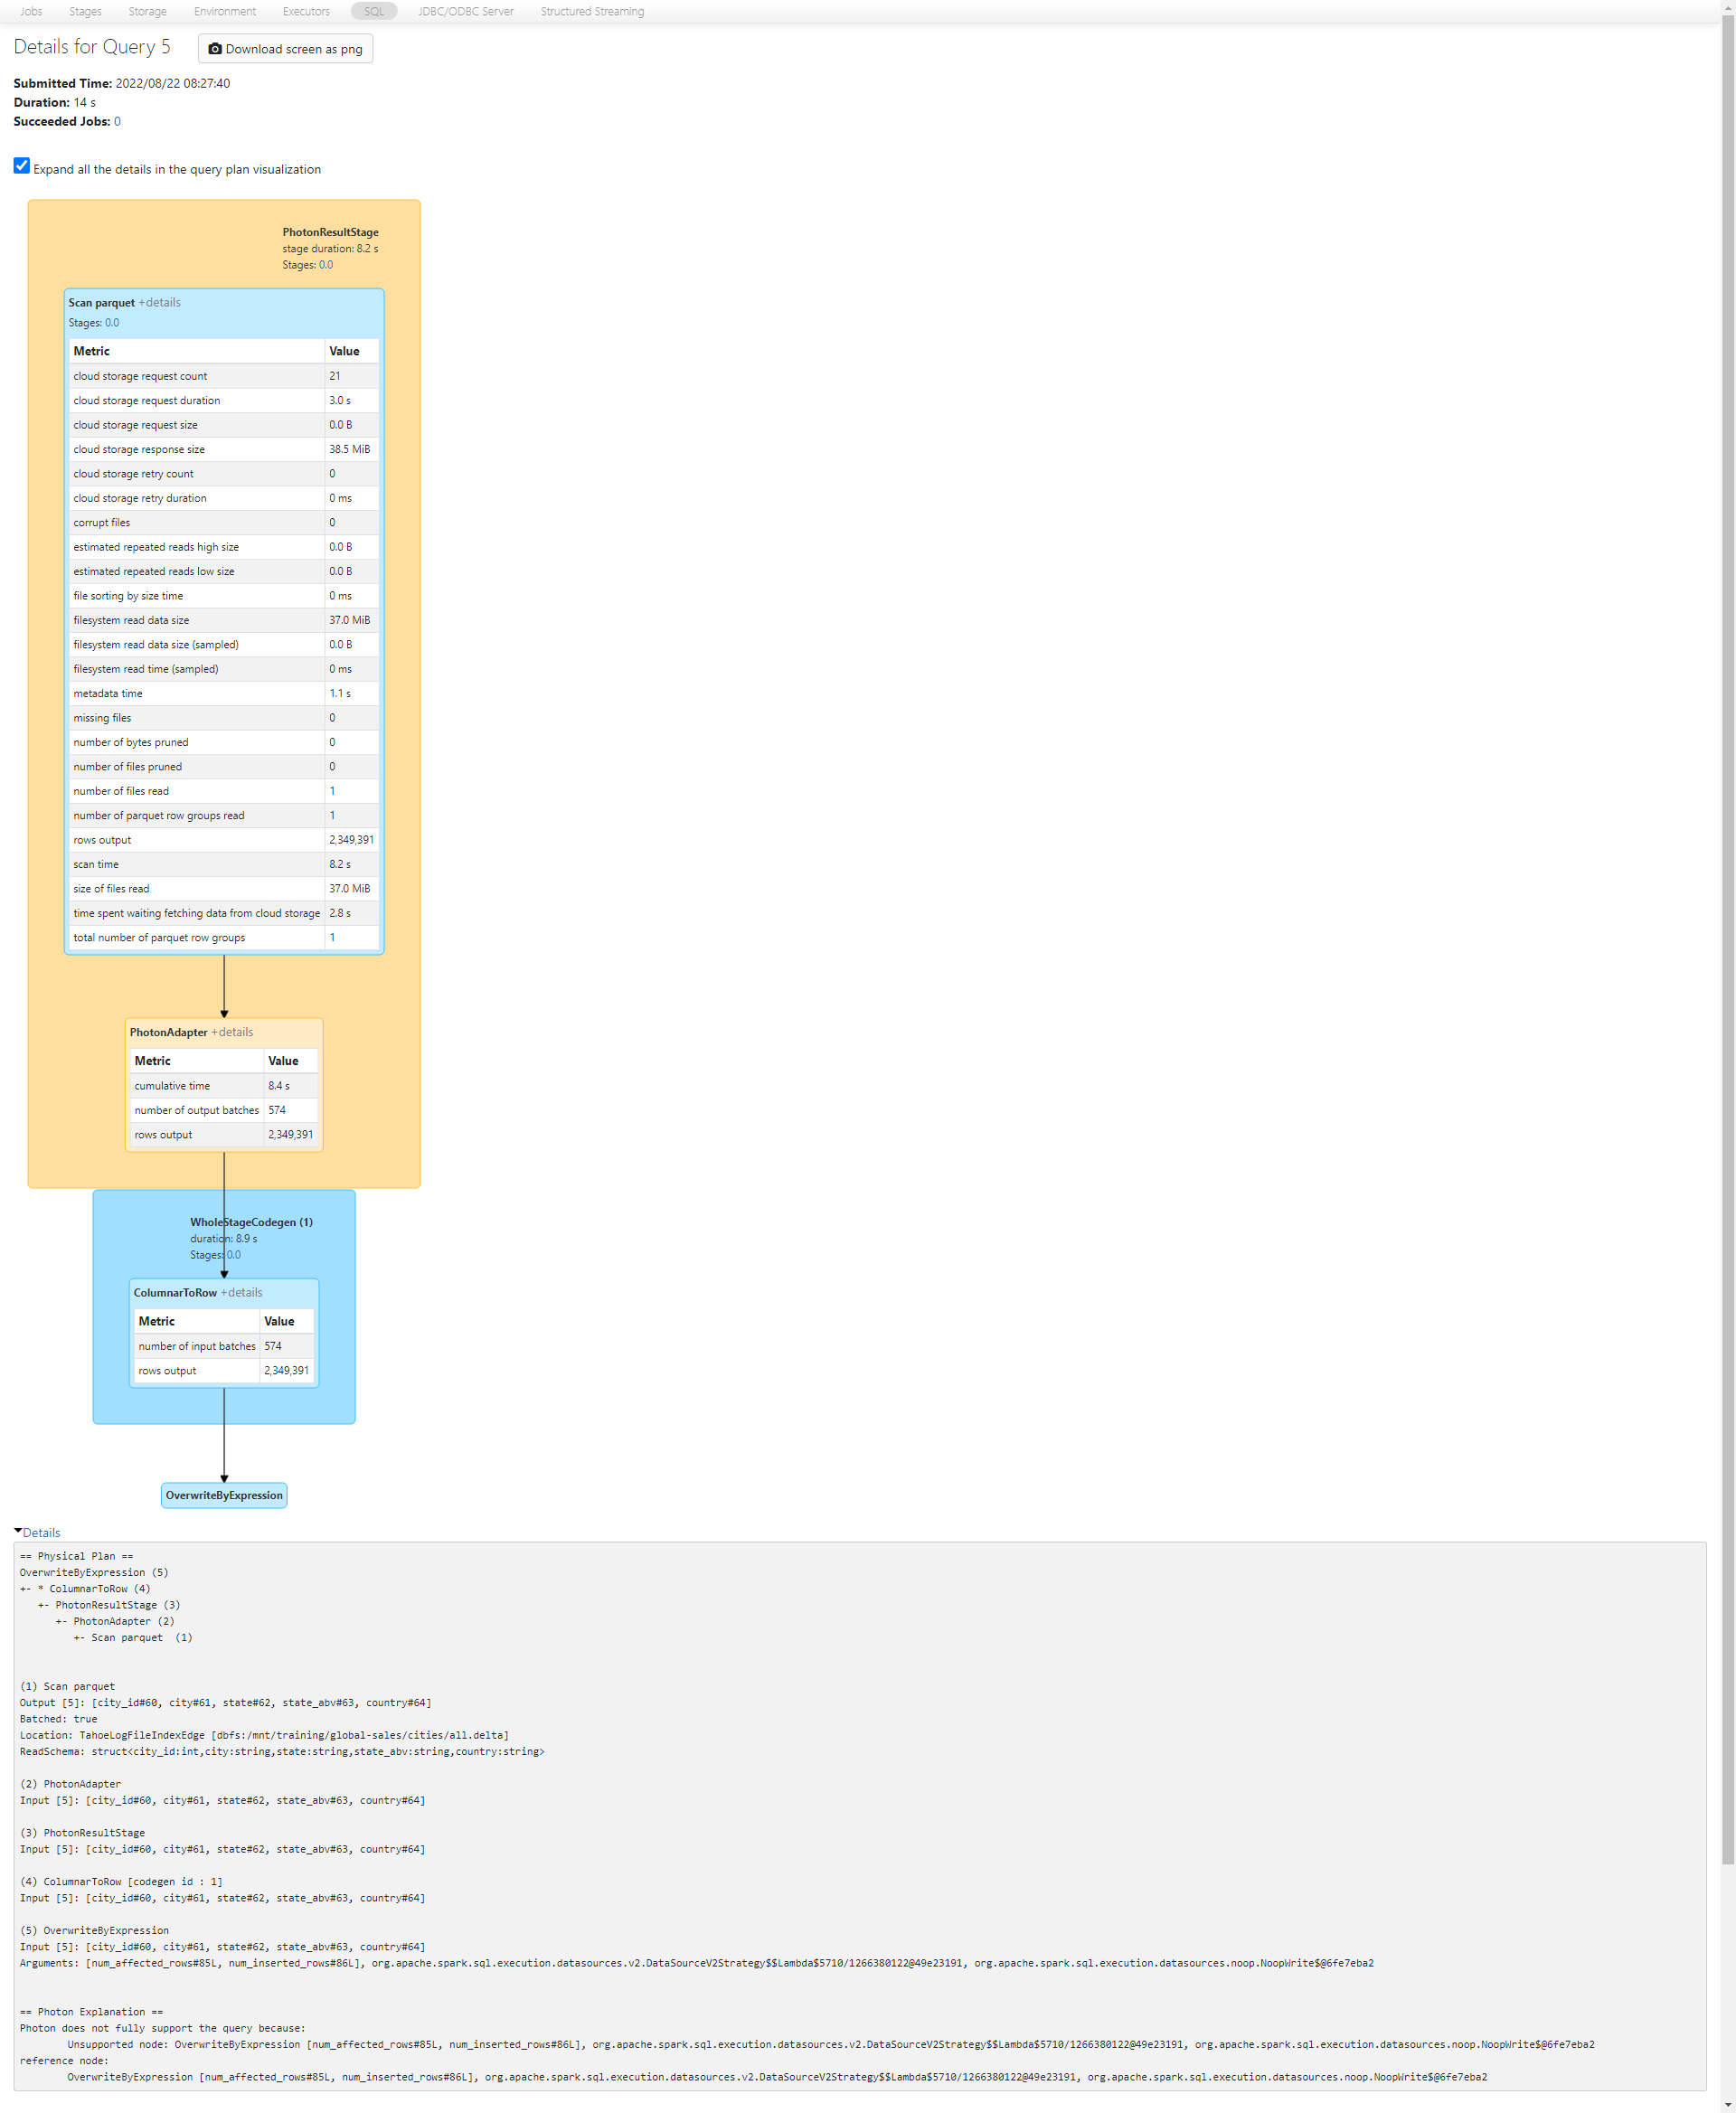 Jobs Stages Storage Environment Executors SQL JDBC/ODBC Server Structured Streaming
Details for Query 5 Download screen as png
Submitted Time: 2022/08/22 08:27:40
Duration: 14 s
Succeeded Jobs: 0
Expand all the details in the query plan visualization
PhotonResultStage
stage duration: 8.2 s
Stages: 0.0
Scan parquet +details
Stages: 0.0
Metric Value
cloud storage request count 21
cloud storage request duration 3.0 s
cloud storage request size 0.0 B
cloud storage response size 38.5 MiB
cloud storage retry count 0
cloud storage retry duration 0 ms
corrupt files 0
estimated repeated reads high size 0.0 B
estimated repeated reads low size 0.0 B
file sorting by size time 0 ms
filesystem read data size 37.0 MiB
filesystem read data size (sampled) 0.0 B
filesystem read time (sampled) 0 ms
metadata time 1.1 s
missing files 0
number of bytes pruned 0
number of files pruned 0
number of files read 1
number of parquet row groups read 1
rows output 2,349,391
scan time 8.2 s
size of files read 37.0 MiB
time spent waiting fetching data from cloud storage 2.8 s
total number of parquet row groups 1
PhotonAdapter +details
Metric Value
cumulative time 8.4 s
number of output batches 574
rows output 2,349,391
WholeStageCodegen (1)
duration: 8.9 s
Stages: 0.0
ColumnarToRow +details
Metric Value
number of input batches 574
rows output 2,349,391
OverwriteByExpression
Details
== Physical Plan ==
OverwriteByExpression (5)
+- * ColumnarToRow (4)
   +- PhotonResultStage (3)
      +- PhotonAdapter (2)
         +- Scan parquet  (1)
(1) Scan parquet
Output [5]: [city_id#60, city#61, state#62, state_abv#63, country#64]
Batched: true
Location: TahoeLogFileIndexEdge [dbfs:/mnt/training/global-sales/cities/all.delta]
ReadSchema: struct<city_id:int,city:string,state:string,state_abv:string,country:string>
(2) PhotonAdapter
Input [5]: [city_id#60, city#61, state#62, state_abv#63, country#64]
(3) PhotonResultStage
Input [5]: [city_id#60, city#61, state#62, state_abv#63, country#64]
(4) ColumnarToRow [codegen id : 1]
Input [5]: [city_id#60, city#61, state#62, state_abv#63, country#64]
(5) OverwriteByExpression
Input [5]: [city_id#60, city#61, state#62, state_abv#63, country#64]
Arguments: [num_affected_rows#85L, num_inserted_rows#86L], org.apache.spark.sql.execution.datasources.v2.DataSourceV2Strategy$$Lambda$5710/1266380122@49e23191, org.apache.spark.sql.execution.datasources.noop.NoopWrite$@6fe7eba2
== Photon Explanation ==
Photon does not fully support the query because:
Unsupported node: OverwriteByExpression [num_affected_rows#85L, num_inserted_rows#86L], org.apache.spark.sql.execution.datasources.v2.DataSourceV2Strategy$$Lambda$5710/1266380122@49e23191, org.apache.spark.sql.execution.datasources.noop.NoopWrite$@6fe7eba2
reference node:
OverwriteByExpression [num_affected_rows#85L, num_inserted_rows#86L], org.apache.spark.sql.execution.datasources.v2.DataSourceV2Strategy$$Lambda$5710/1266380122@49e23191, org.apache.spark.sql.execution.datasources.noop.NoopWrite$@6fe7eba2